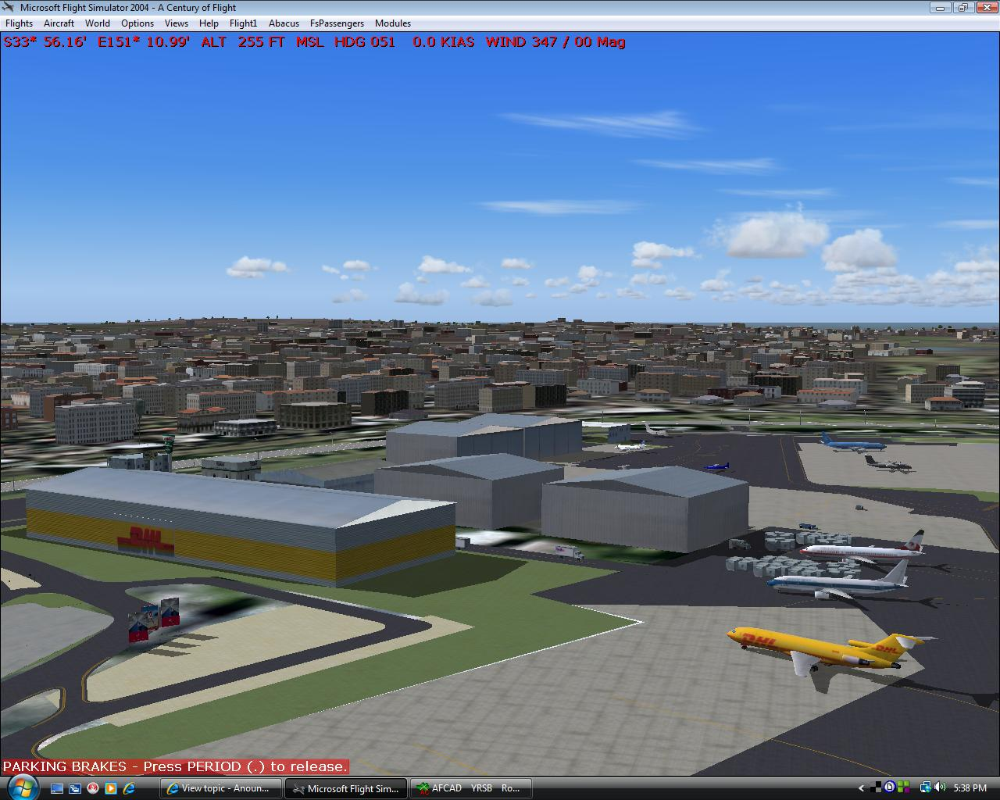 Microsoft Flight Simulator 2004 - A Century of Flight
Flights Aircraft World Options Views Help Flight1 Abacus FsPassengers Modules
S33* 56.16' E151* 10.99' ALT 255 FT MSL HDG 051 0.0 KIAS WIND 347 / 00 Mag
DHL
DHL DHL
PARKING BRAKES - Press PERIOD (.) to release.
View topic - Anoun... Microsoft Flight Sim... AFCAD YRSB Ro... 5:38 PM